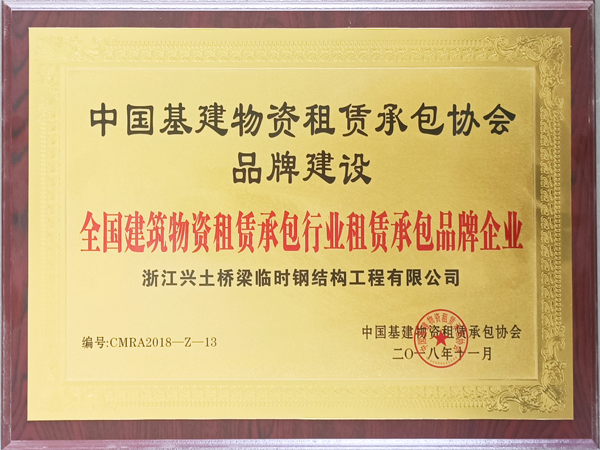 中国基建物资租赁承包协会
品牌建设
全国建筑物资租赁承包行业租赁承包品牌企业
浙江兴土桥梁临时钢结构工程有限公司
编号:CMRA2018—Z—13
中国基建物资租赁承包协会
二〇一八年十一月